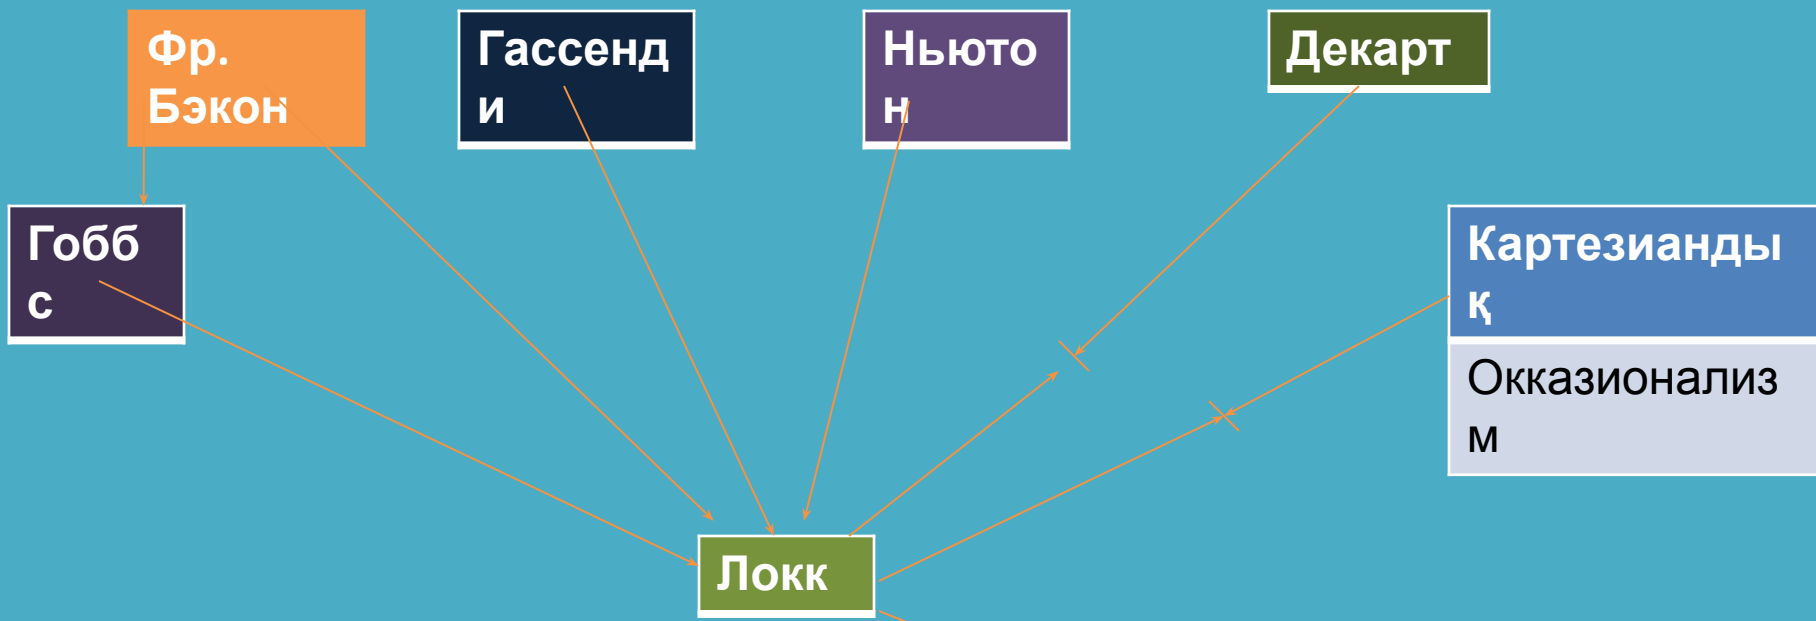 Фр.
Бэкон
Гассенд
и
Ньюто
н
Декарт
Гобб
с
Картезианды
қ
Окказионализ
м
Локк